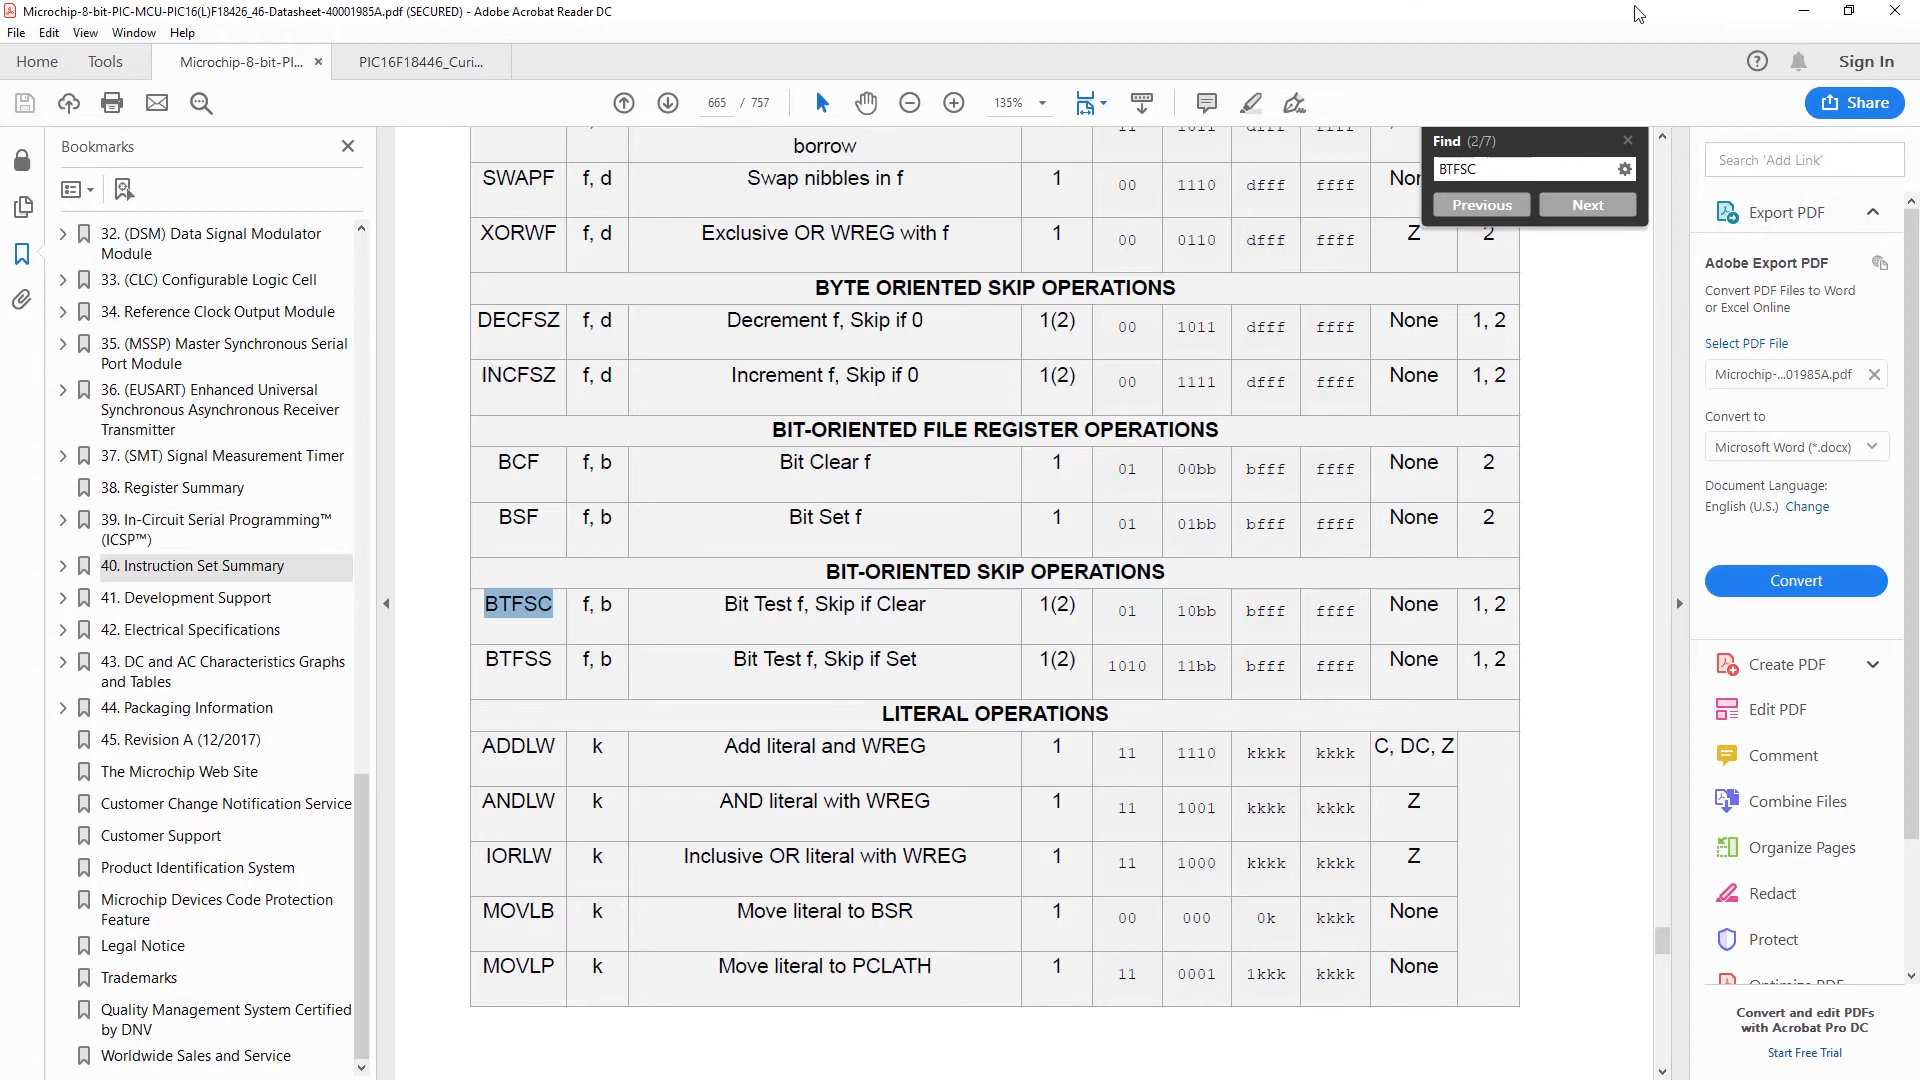 Microchip-8-bit-PIC-MCU-PIC16(L)F18426_46-Datasheet-40001985A.pdf (SECURED) - Adobe Acrobat Reader DC
File Edit View Window Help
Home Tools Microchip-8-bit-PI... PIC16F18446_Curi... Sign In
665 / 757 135% Share
Bookmarks
32. (DSM) Data Signal Modulator
Module
33. (CLC) Configurable Logic Cell
34. Reference Clock Output Module
35. (MSSP) Master Synchronous Serial
Port Module
36. (EUSART) Enhanced Universal
Synchronous Asynchronous Receiver
Transmitter
37. (SMT) Signal Measurement Timer
38. Register Summary
39. In-Circuit Serial Programming™
(ICSP™)
40. Instruction Set Summary
41. Development Support
42. Electrical Specifications
43. DC and AC Characteristics Graphs
and Tables
44. Packaging Information
45. Revision A (12/2017)
The Microchip Web Site
Customer Change Notification Service
Customer Support
Product Identification System
Microchip Devices Code Protection
Feature
Legal Notice
Trademarks
Quality Management System Certified
by DNV
Worldwide Sales and Service
borrow
SWAPF f, d Swap nibbles in f 1 00 1110 dfff ffff
XORWF f, d Exclusive OR WREG with f 1 00 0110 dfff ffff Z 2
BYTE ORIENTED SKIP OPERATIONS
DECFSZ f, d Decrement f, Skip if 0 1(2) 00 1011 dfff ffff None 1, 2
INCFSZ f, d Increment f, Skip if 0 1(2) 00 1111 dfff ffff None 1, 2
BIT-ORIENTED FILE REGISTER OPERATIONS
BCF f, b Bit Clear f 1 01 00bb bfff ffff None 2
BSF f, b Bit Set f 1 01 01bb bfff ffff None 2
BIT-ORIENTED SKIP OPERATIONS
BTFSC f, b Bit Test f, Skip if Clear 1(2) 01 10bb bfff ffff None 1, 2
BTFSS f, b Bit Test f, Skip if Set 1(2) 1010 11bb bfff ffff None 1, 2
LITERAL OPERATIONS
ADDLW k Add literal and WREG 1 11 1110 kkkk kkkk C, DC, Z
ANDLW k AND literal with WREG 1 11 1001 kkkk kkkk Z
IORLW k Inclusive OR literal with WREG 1 11 1000 kkkk kkkk Z
MOVLB k Move literal to BSR 1 00 000 0k kkkk None
MOVLP k Move literal to PCLATH 1 11 0001 1kkk kkkk None
Find (2/7)
BTFSC
Previous Next
Search 'Add Link'
Export PDF
Adobe Export PDF
Convert PDF Files to Word
or Excel Online
Select PDF File
Microchip-...01985A.pdf
Convert to
Microsoft Word (*.docx)
Document Language:
English (U.S.) Change
Convert
Create PDF
Edit PDF
Comment
Combine Files
Organize Pages
Redact
Protect
Convert and edit PDFs
with Acrobat Pro DC
Start Free Trial